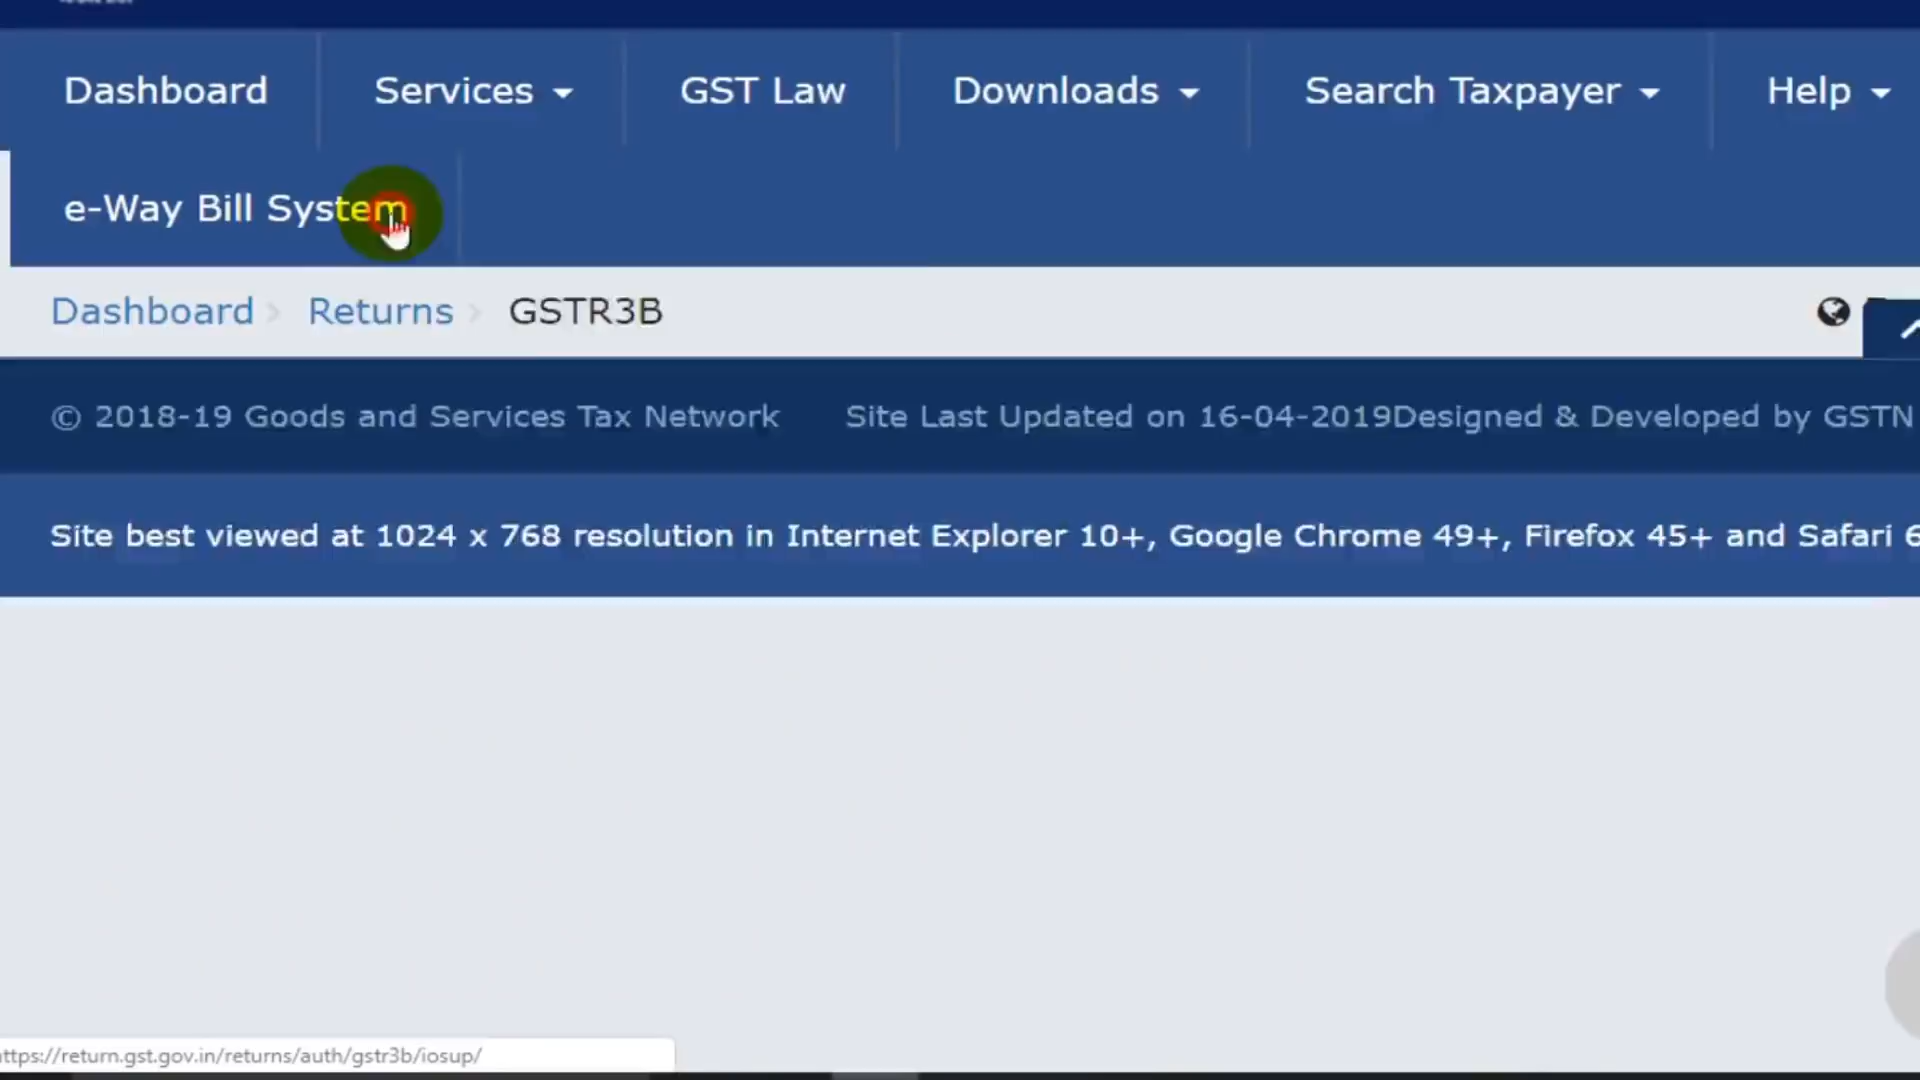 Dashboard Services GST Law Downloads Search Taxpayer Help
e-Way Bill System
Dashboard Returns GSTR3B
© 2018-19 Goods and Services Tax Network Site Last Updated on 16-04-2019Designed & Developed by GSTN
Site best viewed at 1024 x 768 resolution in Internet Explorer 10+, Google Chrome 49+, Firefox 45+ and Safari 6
ttps://return.gst.gov.in/returns/auth/gstr3b/iosup/